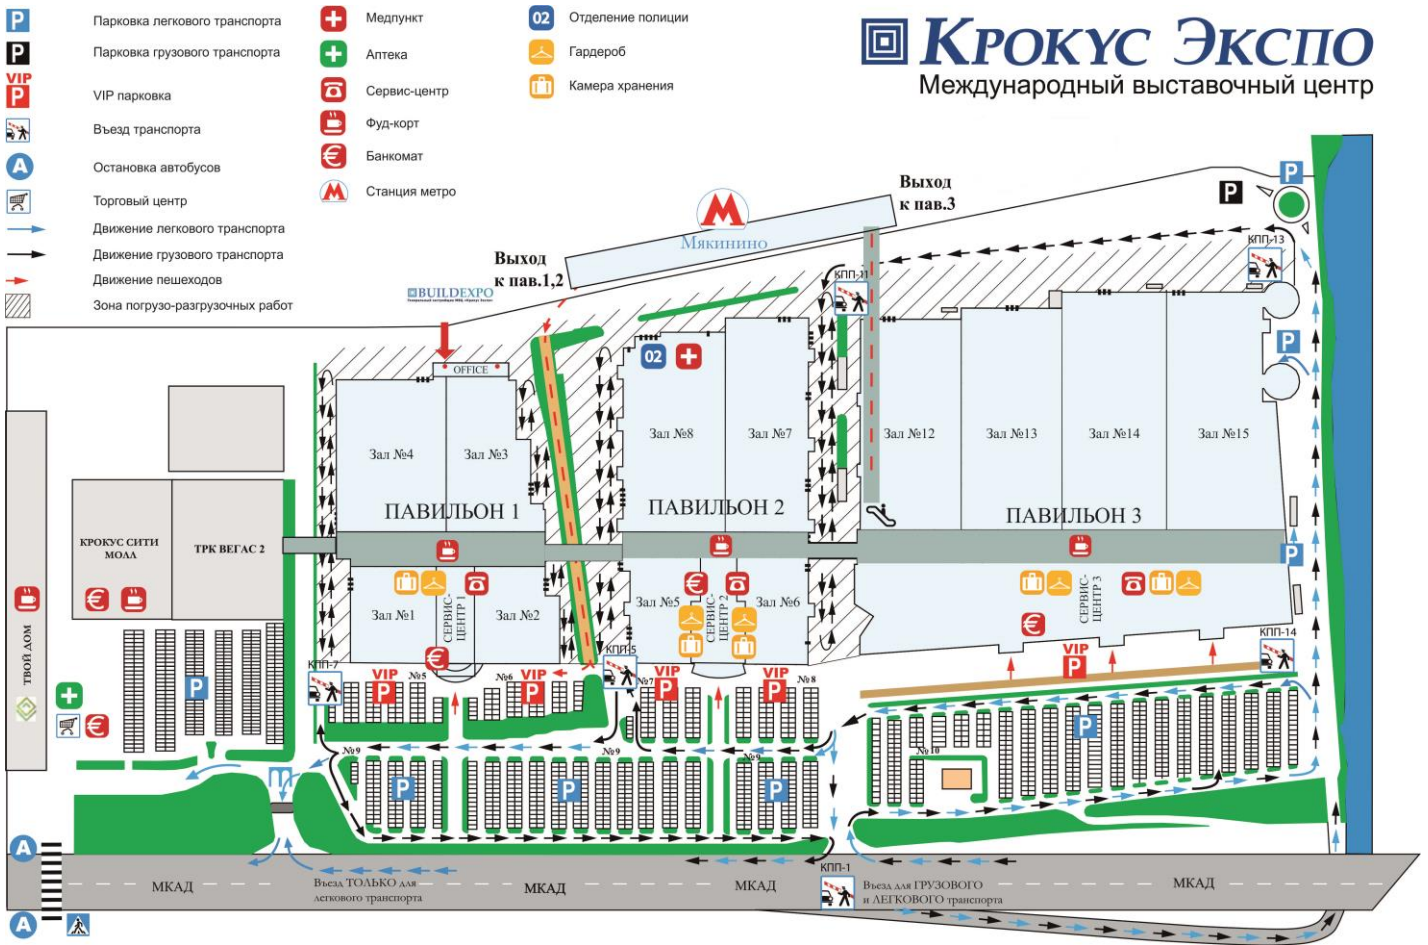 P
Парковка легкового транспорта
P
Парковка грузового транспорта
VIP
P
VIP парковка
Въезд транспорта
A
Остановка автобусов
Торговый центр
Движение легкового транспорта
Движение грузового транспорта
Движение пешеходов
Зона погрузо-разгрузочных работ
Медпункт
Аптека
Сервис-центр
Фуд-корт
€
Банкомат
М
Станция метро
02
Отделение полиции
Гардероб
Камера хранения
КРОКУС ЭКСПО
Международный выставочный центр
М
Мякинино
Выход
к пав.3
Выход
к пав.1,2
BUILDEXPO
P
P
КПП-13
КПП-11
P
OFFICE
02
Зал №4
Зал №3
Зал №8
Зал №7
Зал №12
Зал №13
Зал №14
Зал №15
ПАВИЛЬОН 1
ПАВИЛЬОН 2
ПАВИЛЬОН 3
КРОКУС СИТИ
МОЛЛ
ТРК ВЕГАС 2
P
€
ТВОЙ ДОМ
€
P
Зал №1
СЕРВИС-
ЦЕНТР 1
Зал №2
€
Зал №5
€
СЕРВИС-
ЦЕНТР 2
Зал №6
СЕРВИС-
ЦЕНТР 3
€
КПП-7
КПП-5
КПП-14
VIP
P
№5
№6
VIP
P
№7
VIP
P
VIP
P
№8
VIP
P
№9
№9
№9
№10
P
P
P
P
A
A
МКАД
Въезд ТОЛЬКО для
легкового транспорта
МКАД
МКАД
КПП-1
Въезд для ГРУЗОВОГО
и ЛЕГКОВОГО транспорта
МКАД